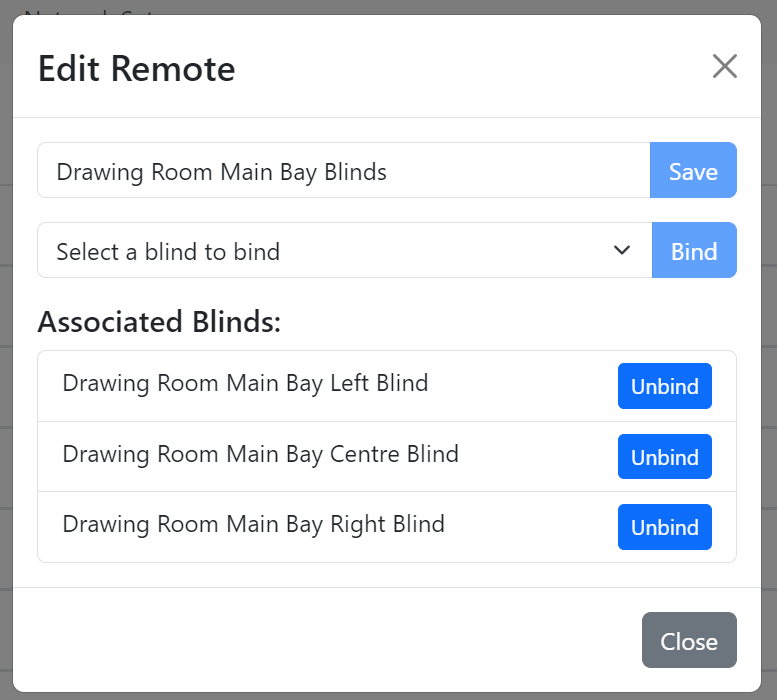 Edit Remote
Drawing Room Main Bay Blinds
Save
Select a blind to bind
Bind
Associated Blinds:
Drawing Room Main Bay Left Blind
Unbind
Drawing Room Main Bay Centre Blind
Unbind
Drawing Room Main Bay Right Blind
Unbind
Close